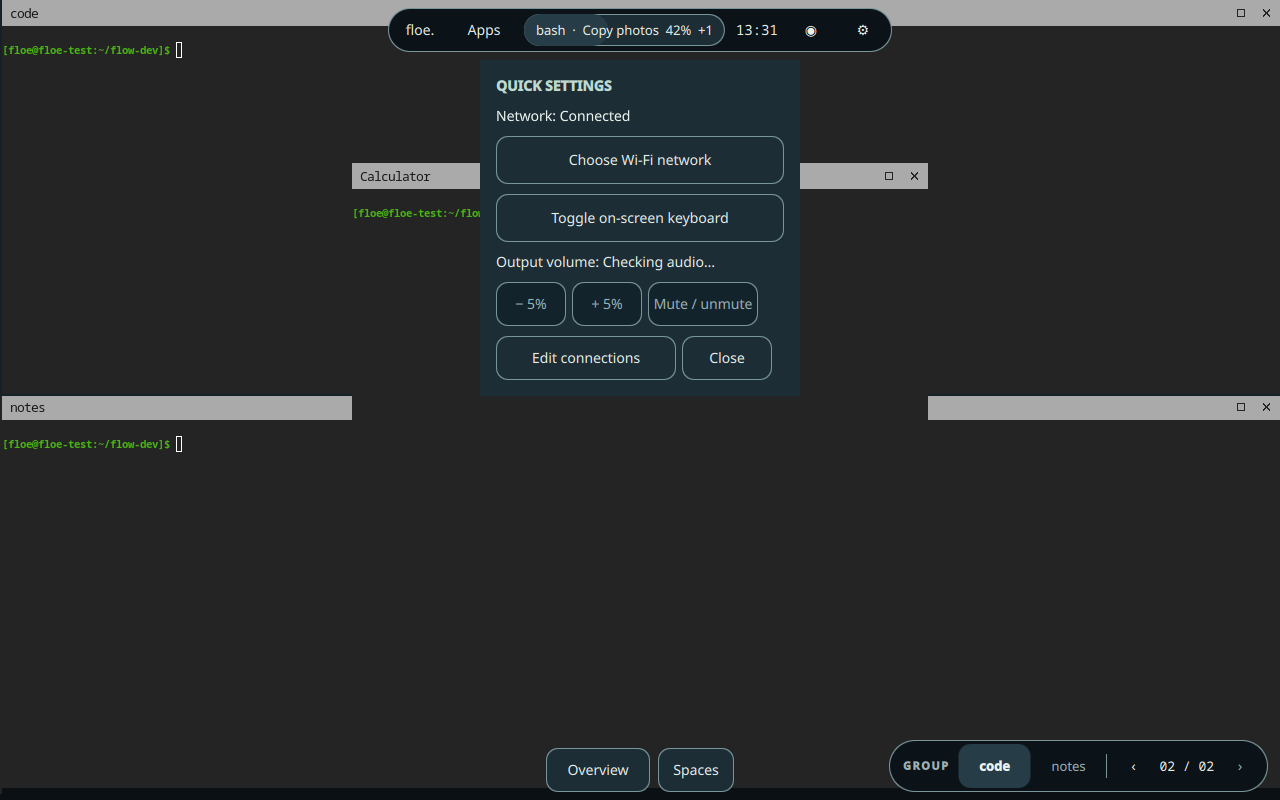 code
floe. Apps bash · Copy photos 42% +1 13:31
[floe@floe-test:~/flow-dev]$
QUICK SETTINGS
Network: Connected
Choose Wi-Fi network
Calculator
[floe@floe-test:~/flow
Toggle on-screen keyboard
Output volume: Checking audio...
− 5% + 5% Mute / unmute
Edit connections Close
notes
[floe@floe-test:~/flow-dev]$
Overview Spaces
GROUP code notes ‹ 02 / 02 ›